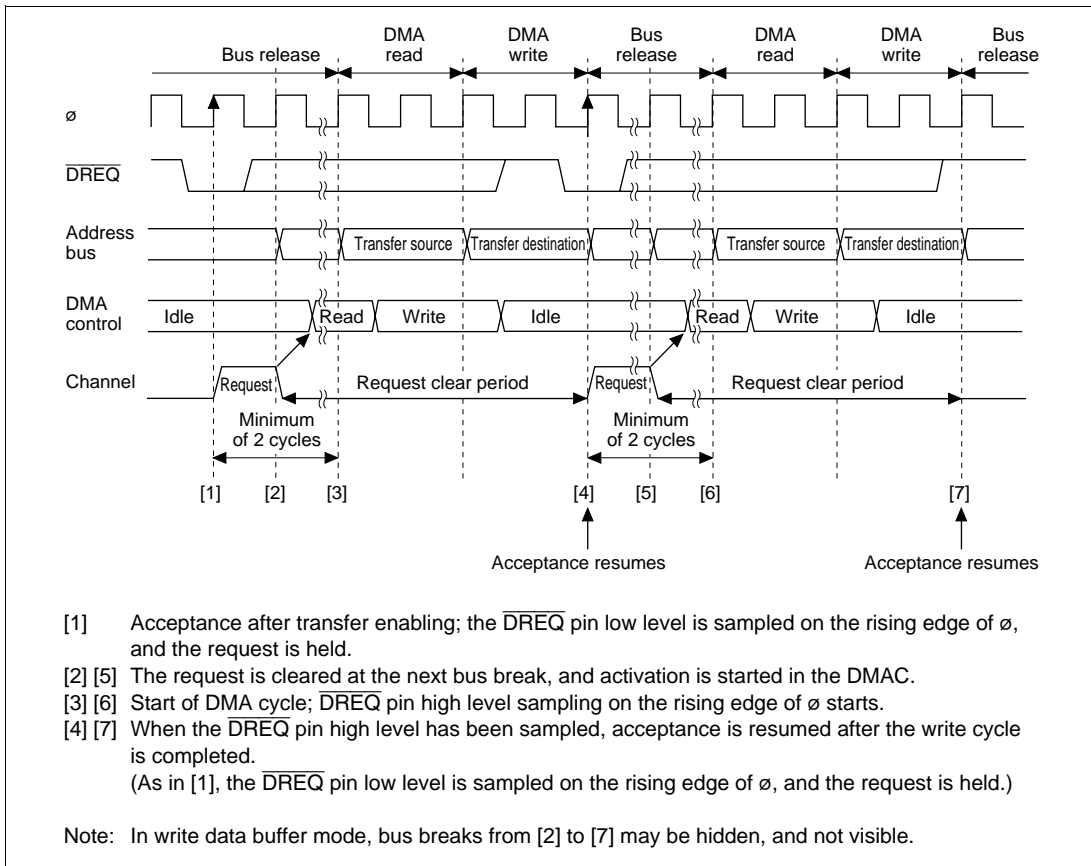 Bus release
DMA read
DMA write
Bus release
DMA read
DMA write
Bus release
ø
DREQ
Address bus
Transfer source
Transfer destination
Transfer source
Transfer destination
DMA control
Idle
Read
Write
Idle
Read
Write
Idle
Channel
Request
Request clear period
Request
Request clear period
Minimum of 2 cycles
Minimum of 2 cycles
[1]
[2]
[3]
[4]
[5]
[6]
[7]
Acceptance resumes
Acceptance resumes
[1] Acceptance after transfer enabling; the DREQ pin low level is sampled on the rising edge of ø,
and the request is held.
[2] [5] The request is cleared at the next bus break, and activation is started in the DMAC.
[3] [6] Start of DMA cycle; DREQ pin high level sampling on the rising edge of ø starts.
[4] [7] When the DREQ pin high level has been sampled, acceptance is resumed after the write cycle
is completed.
(As in [1], the DREQ pin low level is sampled on the rising edge of ø, and the request is held.)
Note: In write data buffer mode, bus breaks from [2] to [7] may be hidden, and not visible.